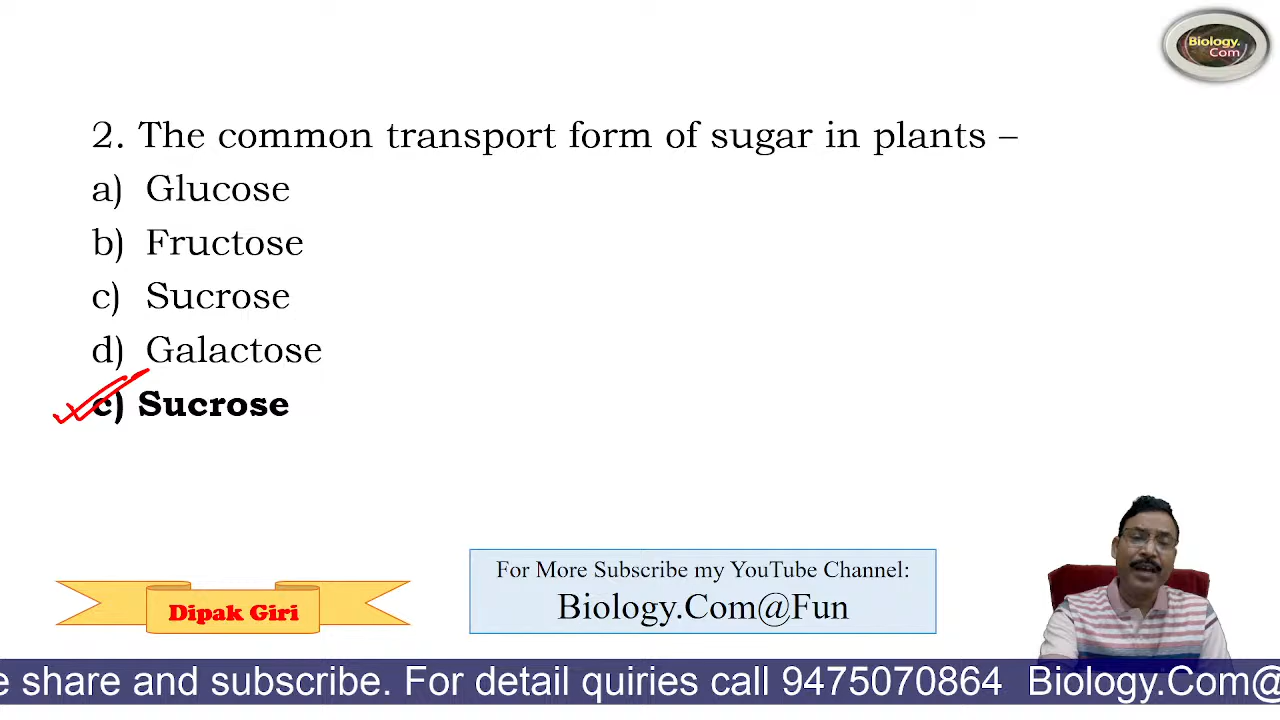 Biology.
Com
2. The common transport form of sugar in plants –
a) Glucose
b) Fructose
c) Sucrose
d) Galactose
c) Sucrose
For More Subscribe my YouTube Channel:
Biology.Com@Fun
Dipak Giri
e share and subscribe. For detail quiries call 9475070864 Biology.Com@